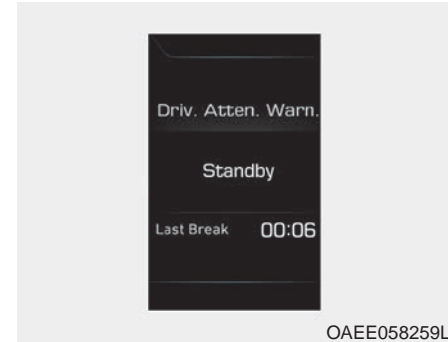 Driv. Atten. Warn.
Standby
Last Break 00:06
OAEE058259L